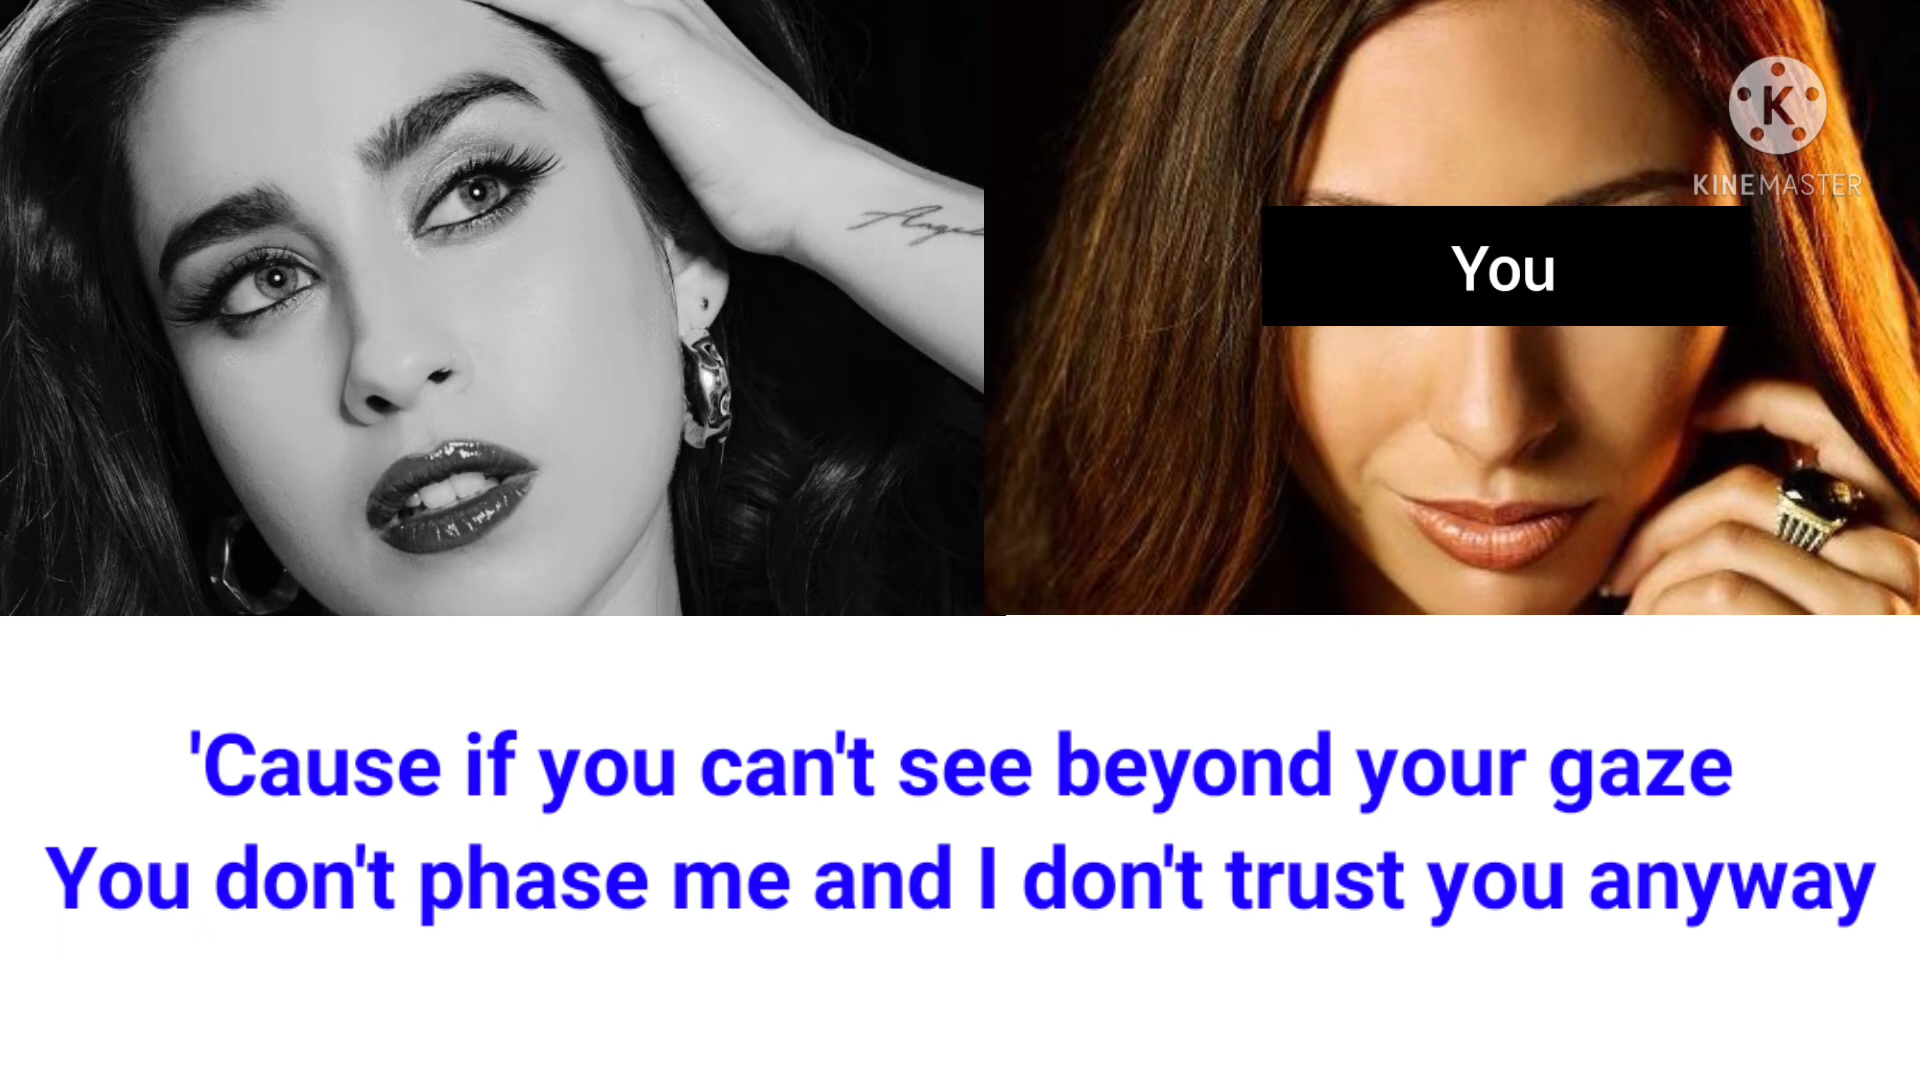 Angel
K
KINEMASTER
You
'Cause if you can't see beyond your gaze
You don't phase me and I don't trust you anyway